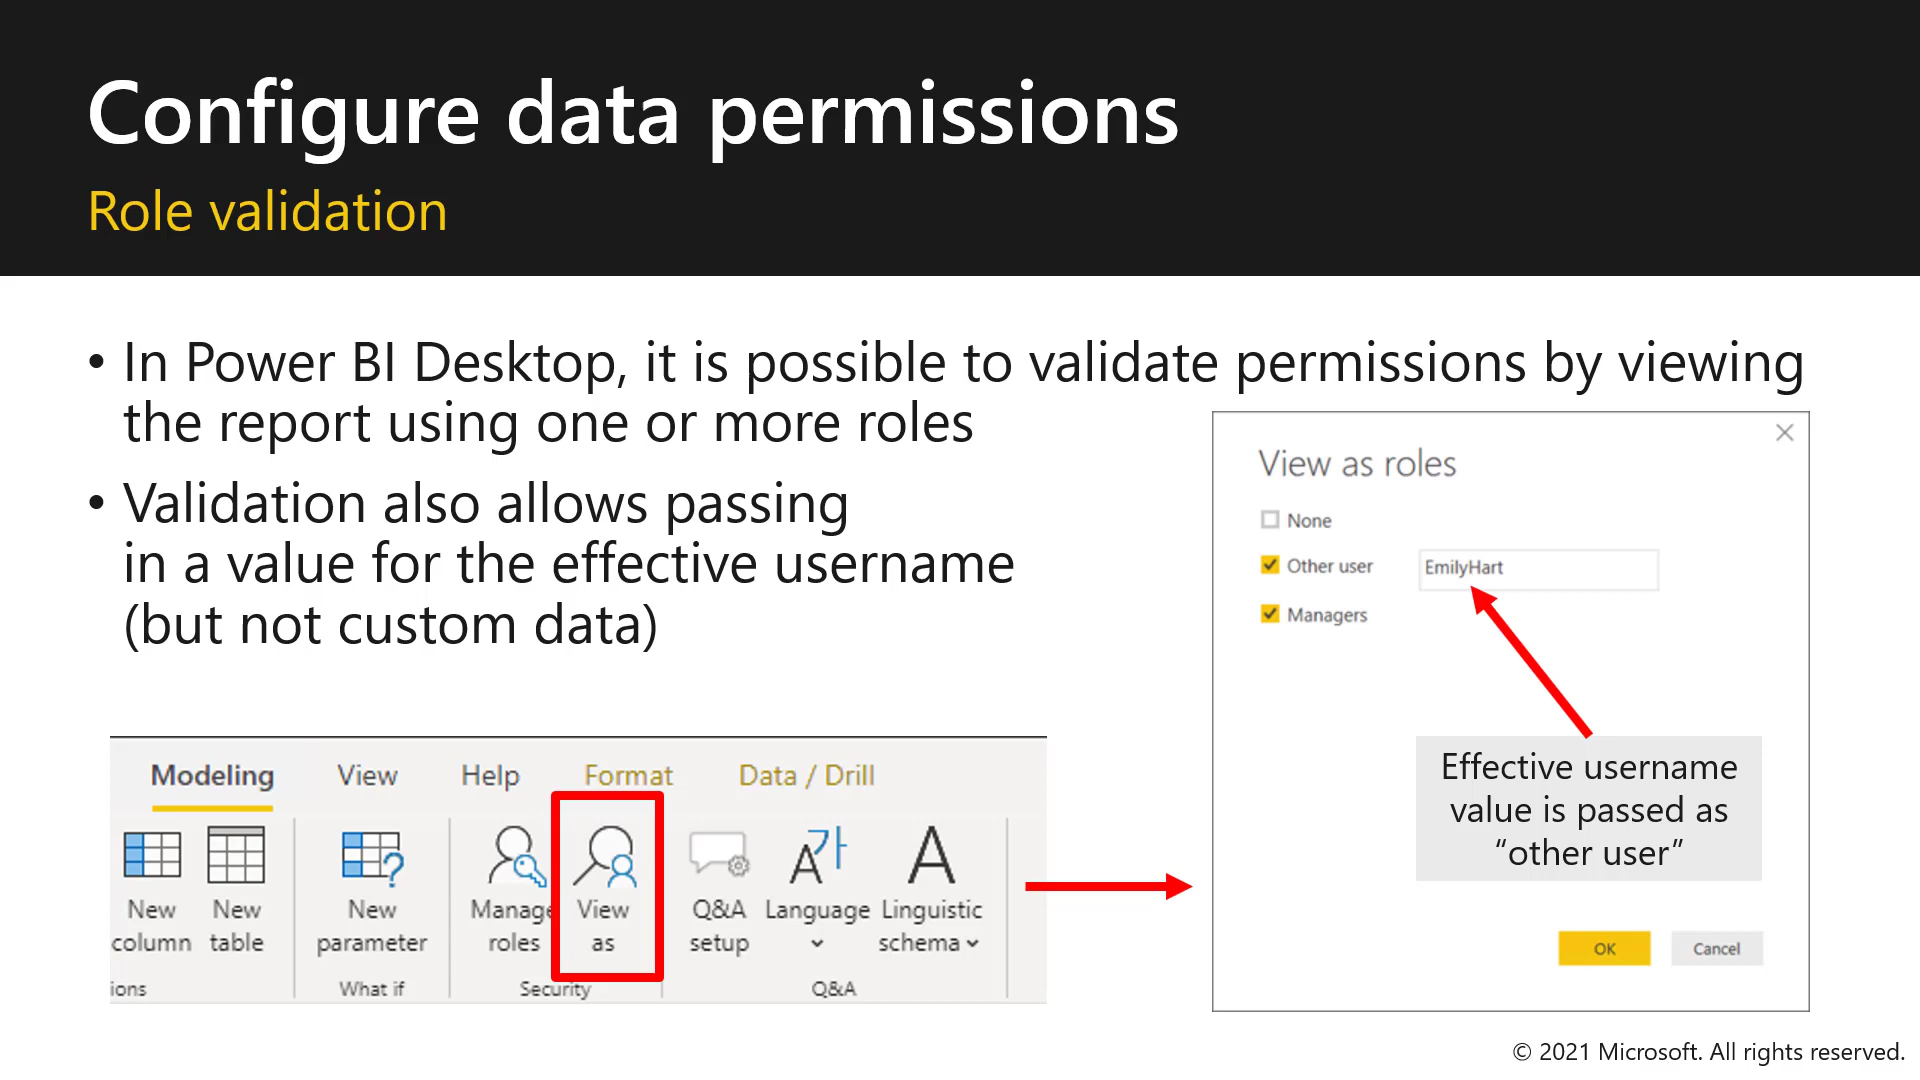 Configure data permissions
Role validation
• In Power BI Desktop, it is possible to validate permissions by viewing
the report using one or more roles
• Validation also allows passing
in a value for the effective username
(but not custom data)
Modeling View Help Format Data / Drill
New column
New table
New parameter
Manage roles
View as
Q&A setup
Language
Linguistic schema
ions
What if
Security
Q&A
View as roles
None
Other user EmilyHart
Managers
Effective username
value is passed as
“other user”
OK Cancel
© 2021 Microsoft. All rights reserved.